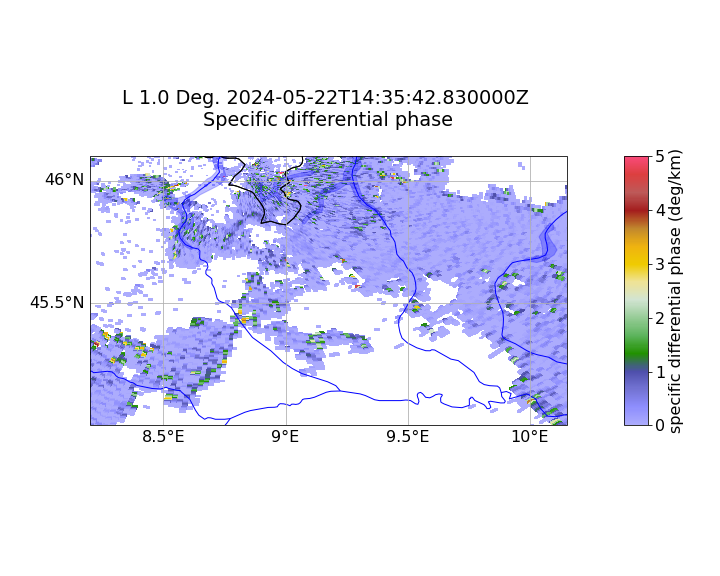 L 1.0 Deg. 2024-05-22T14:35:42.830000Z
Specific differential phase
46°N
45.5°N
8.5°E
9°E
9.5°E
10°E
5
4
3
2
1
0
specific differential phase (deg/km)